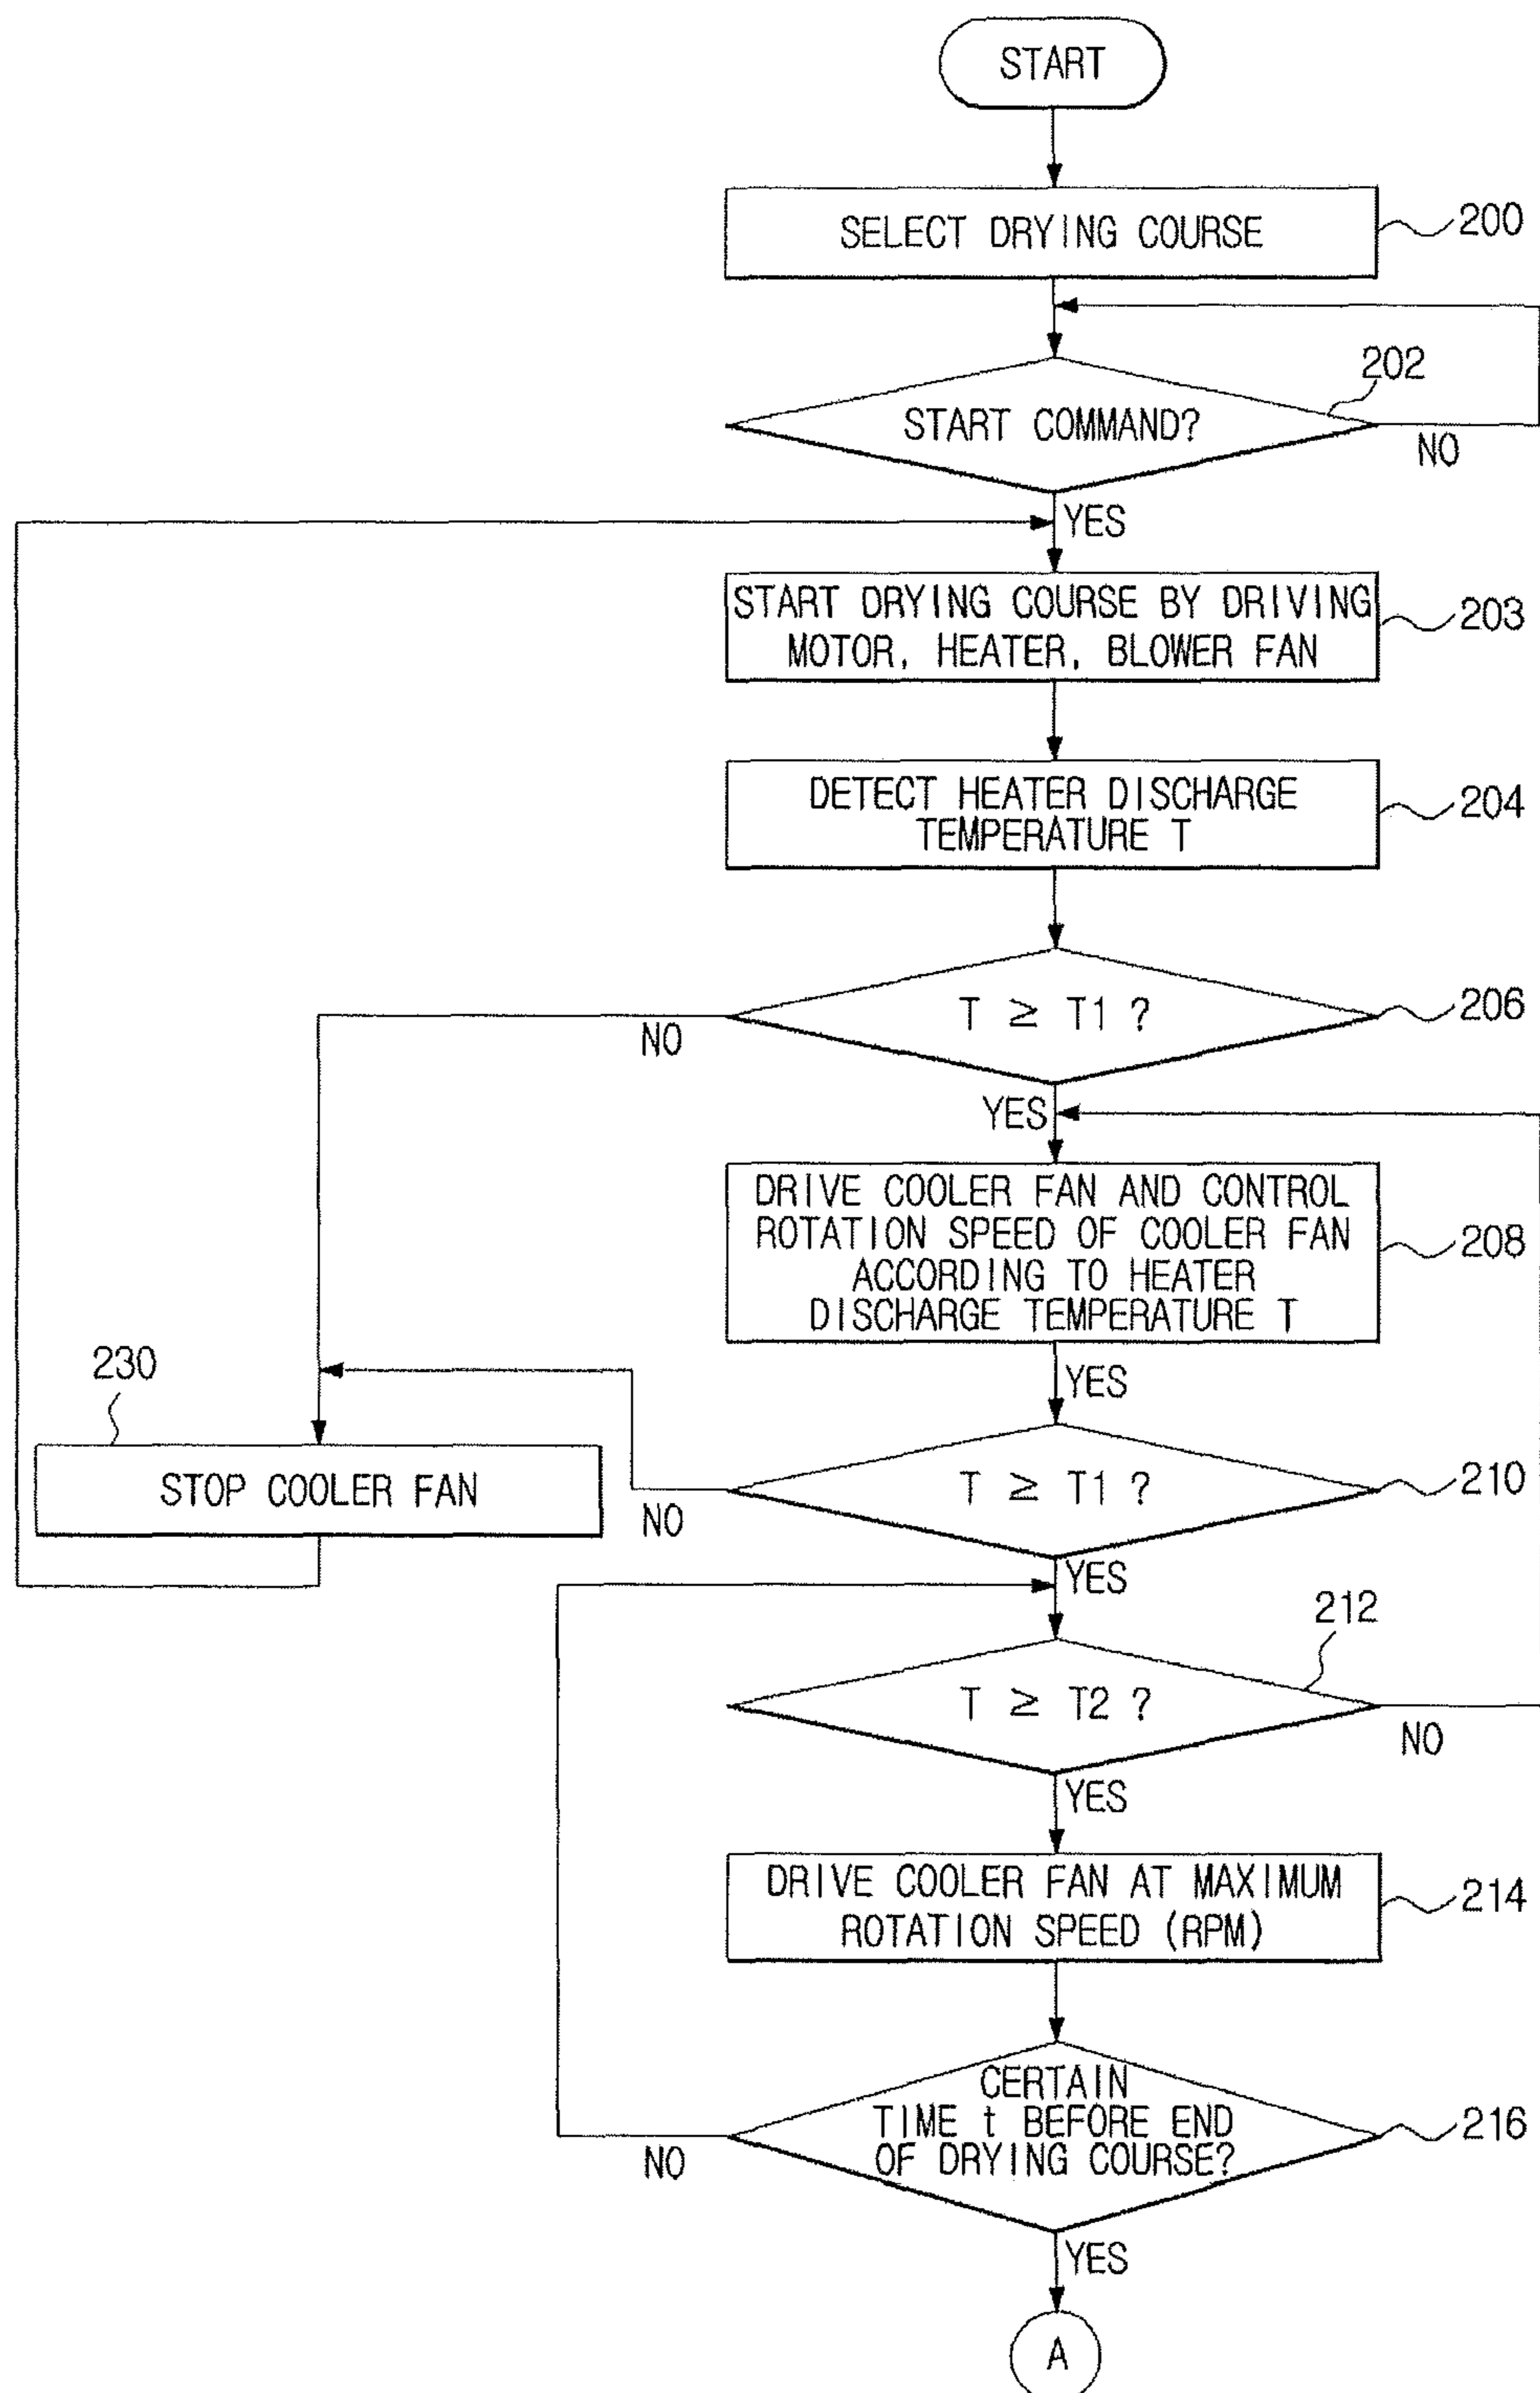 START
SELECT DRYING COURSE
200
START COMMAND?
202
NO
YES
START DRYING COURSE BY DRIVING
MOTOR, HEATER, BLOWER FAN
203
DETECT HEATER DISCHARGE
TEMPERATURE T
204
T ≥ T1 ?
206
NO
YES
DRIVE COOLER FAN AND CONTROL
ROTATION SPEED OF COOLER FAN
ACCORDING TO HEATER
DISCHARGE TEMPERATURE T
208
230
YES
STOP COOLER FAN
T ≥ T1 ?
210
NO
YES
212
T ≥ T2 ?
NO
YES
DRIVE COOLER FAN AT MAXIMUM
ROTATION SPEED (RPM)
214
CERTAIN
TIME t BEFORE END
OF DRYING COURSE?
216
NO
YES
A